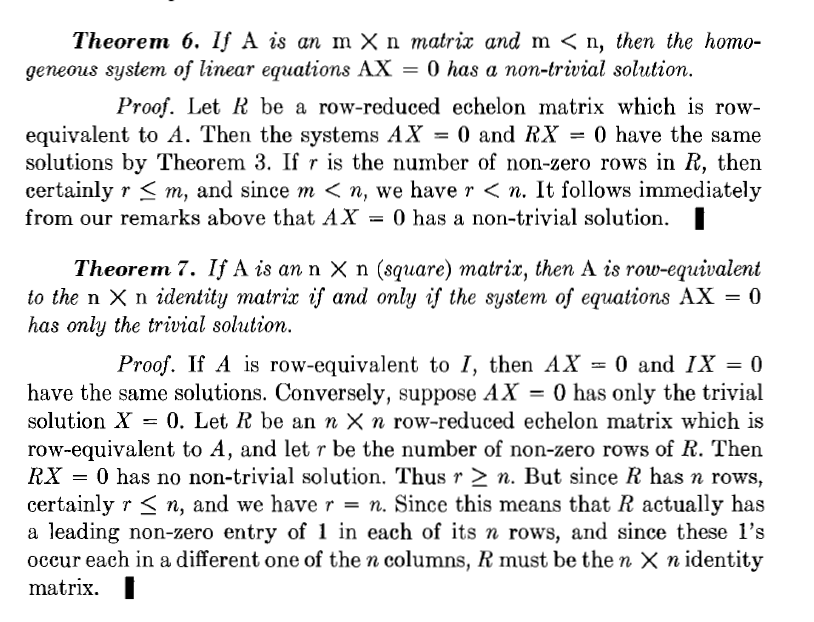 Theorem 6. If A is an m × n matrix and m < n, then the homo-
geneous system of linear equations AX = 0 has a non-trivial solution.
Proof. Let R be a row-reduced echelon matrix which is row-
equivalent to A. Then the systems AX = 0 and RX = 0 have the same
solutions by Theorem 3. If r is the number of non-zero rows in R, then
certainly r ≤ m, and since m < n, we have r < n. It follows immediately
from our remarks above that AX = 0 has a non-trivial solution. ▮
Theorem 7. If A is an n × n (square) matrix, then A is row-equivalent
to the n × n identity matrix if and only if the system of equations AX = 0
has only the trivial solution.
Proof. If A is row-equivalent to I, then AX = 0 and IX = 0
have the same solutions. Conversely, suppose AX = 0 has only the trivial
solution X = 0. Let R be an n × n row-reduced echelon matrix which is
row-equivalent to A, and let r be the number of non-zero rows of R. Then
RX = 0 has no non-trivial solution. Thus r ≥ n. But since R has n rows,
certainly r ≤ n, and we have r = n. Since this means that R actually has
a leading non-zero entry of 1 in each of its n rows, and since these 1's
occur each in a different one of the n columns, R must be the n × n identity
matrix. ▮